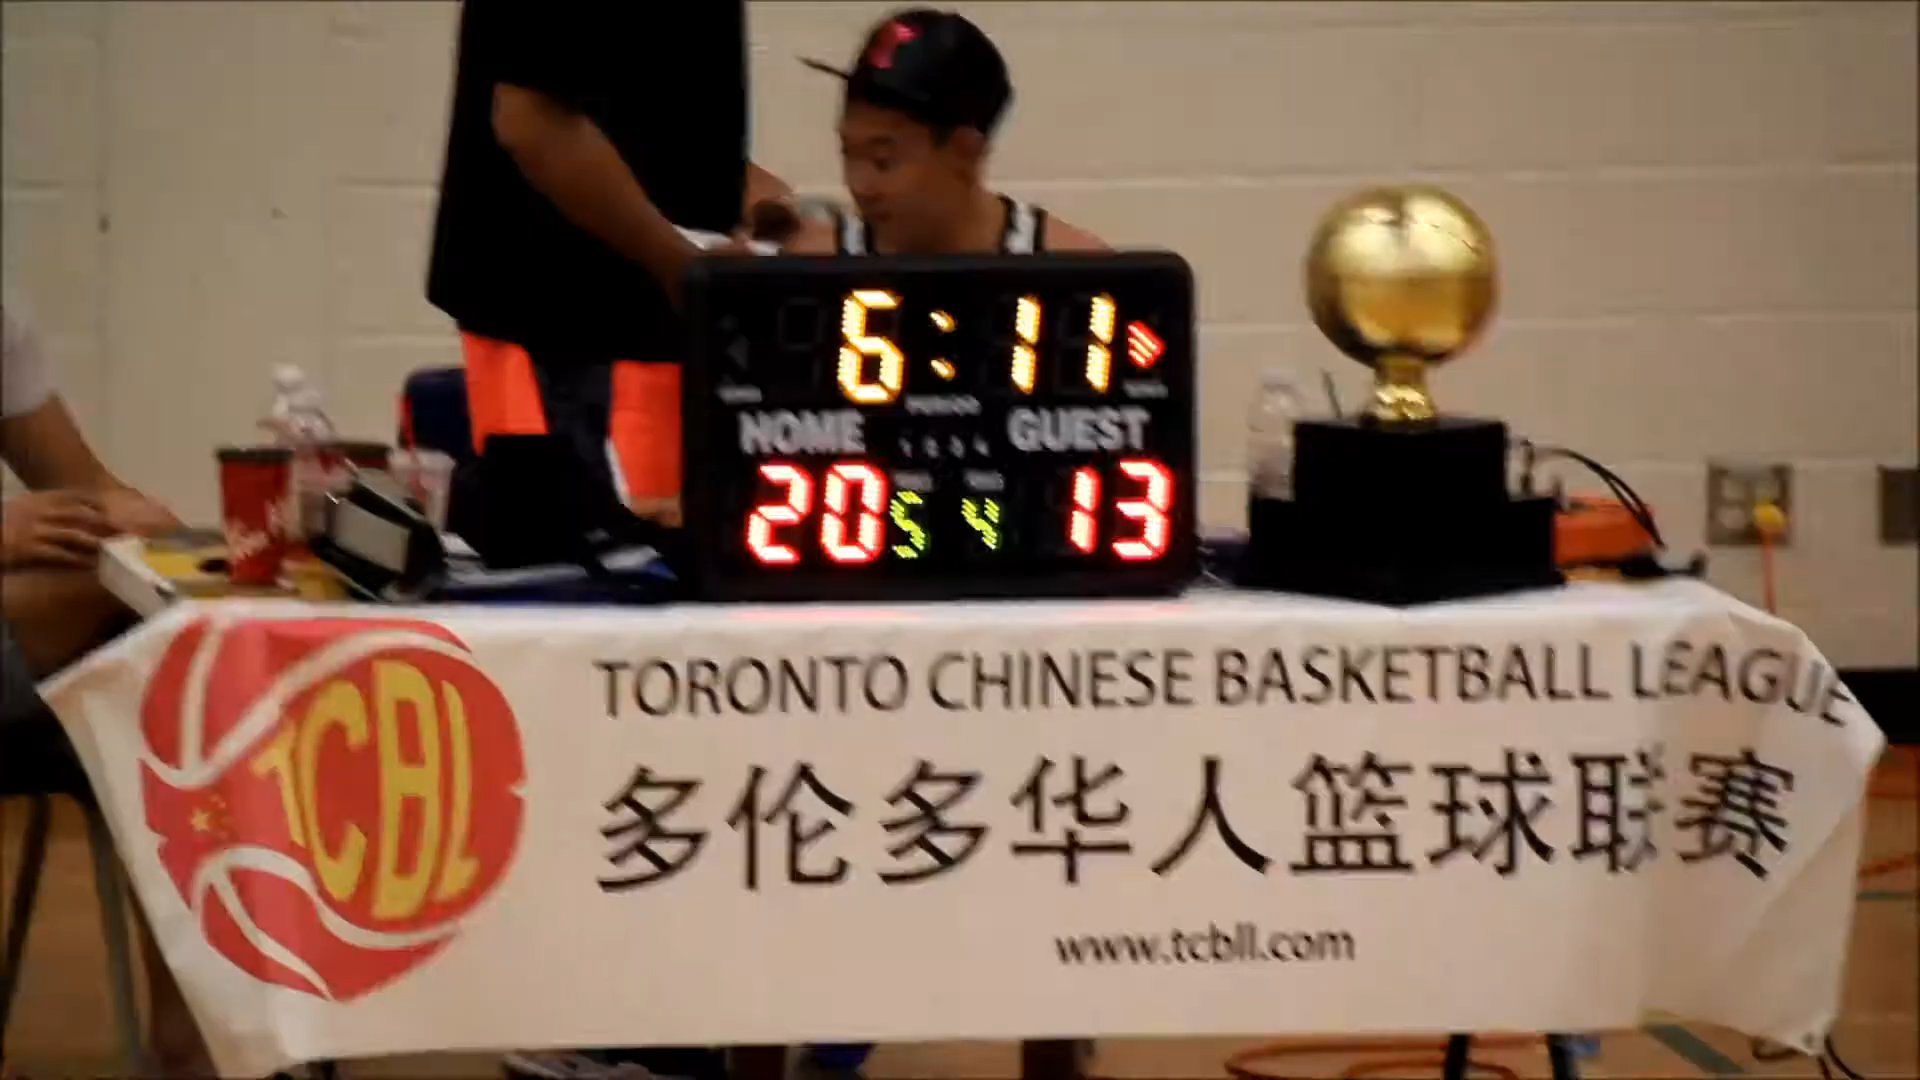 6:11
HOME GUEST
20 5 4 13
TCBL
TORONTO CHINESE BASKETBALL LEAGUE
多伦多华人篮球联赛
www.tcbll.com